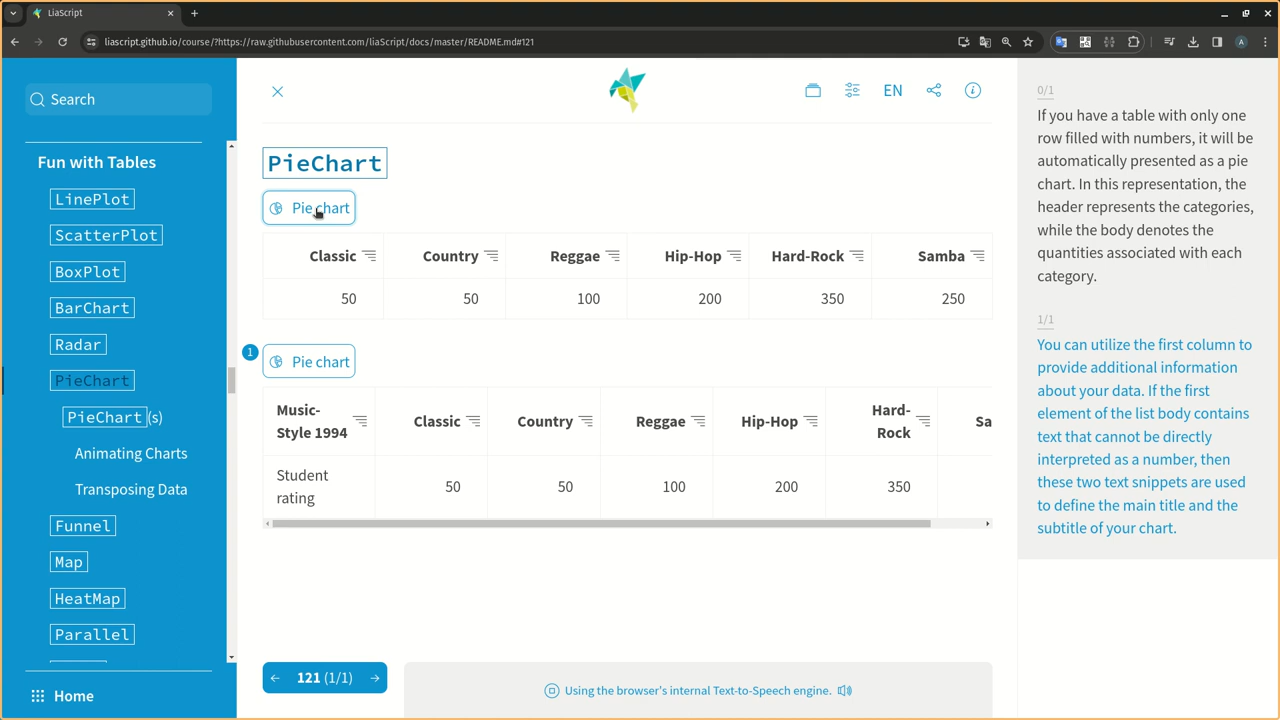 LiaScript
liascript.github.io/course/?https://raw.githubusercontent.com/liaScript/docs/master/README.md#121
A
Search
Fun with Tables
LinePlot
ScatterPlot
BoxPlot
BarChart
Radar
PieChart
PieChart(s)
Animating Charts
Transposing Data
Funnel
Map
HeatMap
Parallel
Home
EN
PieChart
Pie chart
Classic Country Reggae Hip-Hop Hard-Rock Samba
50 50 100 200 350 250
1
Pie chart
Music-Style 1994 Classic Country Reggae Hip-Hop Hard-Rock Sa
Student rating 50 50 100 200 350
121 (1/1)
Using the browser's internal Text-to-Speech engine.
0/1
If you have a table with only one
row filled with numbers, it will be
automatically presented as a pie
chart. In this representation, the
header represents the categories,
while the body denotes the
quantities associated with each
category.
1/1
You can utilize the first column to
provide additional information
about your data. If the first
element of the list body contains
text that cannot be directly
interpreted as a number, then
these two text snippets are used
to define the main title and the
subtitle of your chart.